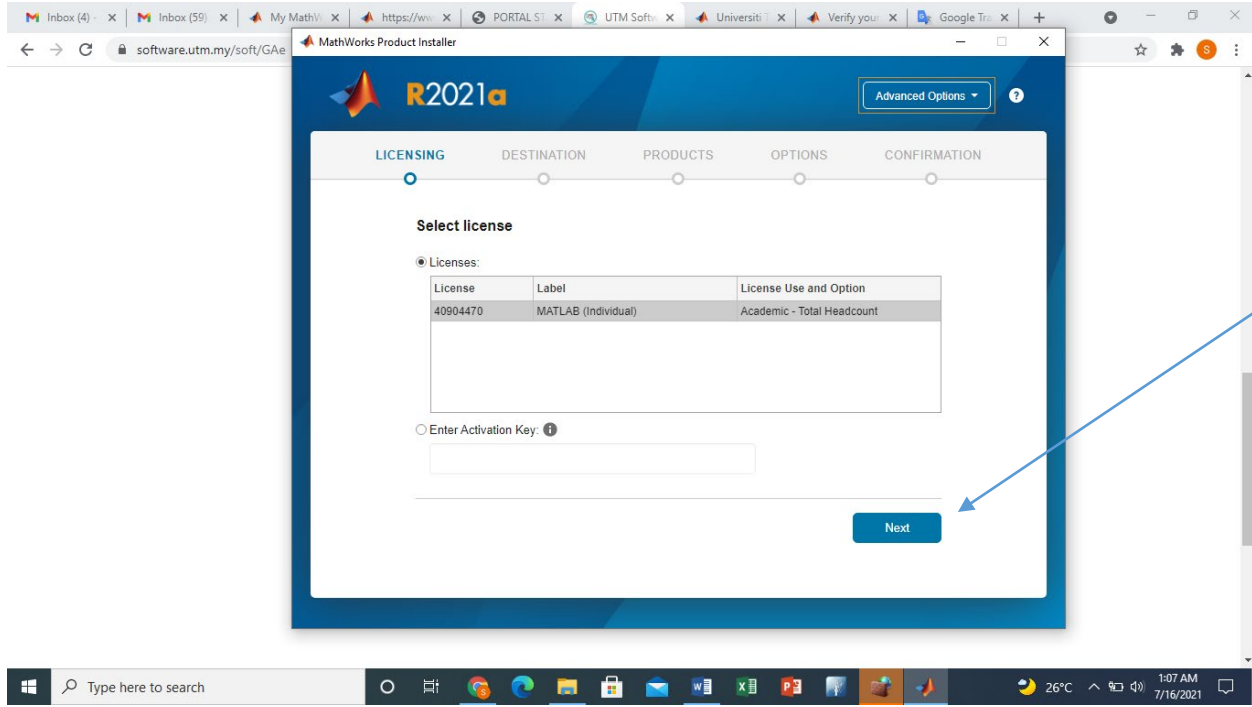 Inbox (4) - Inbox (59) My MathW https://ww PORTAL ST UTM Softw Universiti T Verify your Google Tra
software.utm.my/soft/GAe
MathWorks Product Installer
R2021a
Advanced Options
LICENSING DESTINATION PRODUCTS OPTIONS CONFIRMATION
Select license
Licenses:
License Label License Use and Option
40904470 MATLAB (Individual) Academic - Total Headcount
Enter Activation Key:
Next
Type here to search
26°C
1:07 AM
7/16/2021